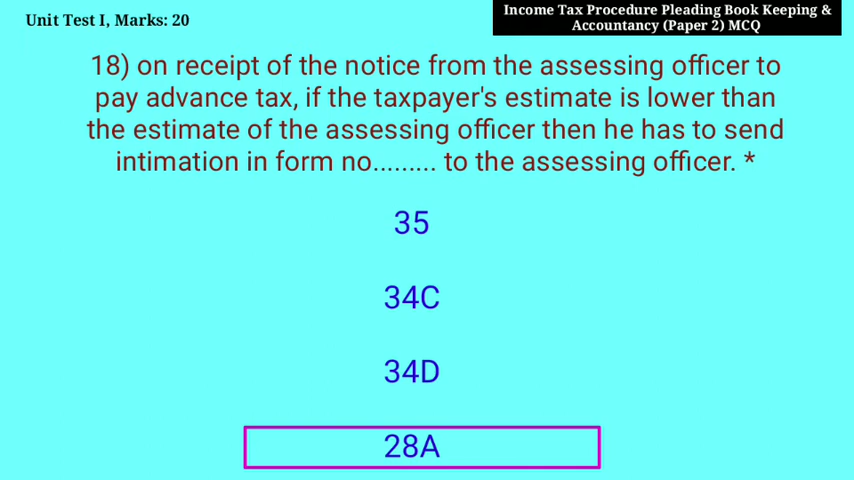 Unit Test I, Marks: 20
Income Tax Procedure Pleading Book Keeping &
Accountancy (Paper 2) MCQ
18) on receipt of the notice from the assessing officer to
pay advance tax, if the taxpayer's estimate is lower than
the estimate of the assessing officer then he has to send
intimation in form no......... to the assessing officer. *
35
34C
34D
28A